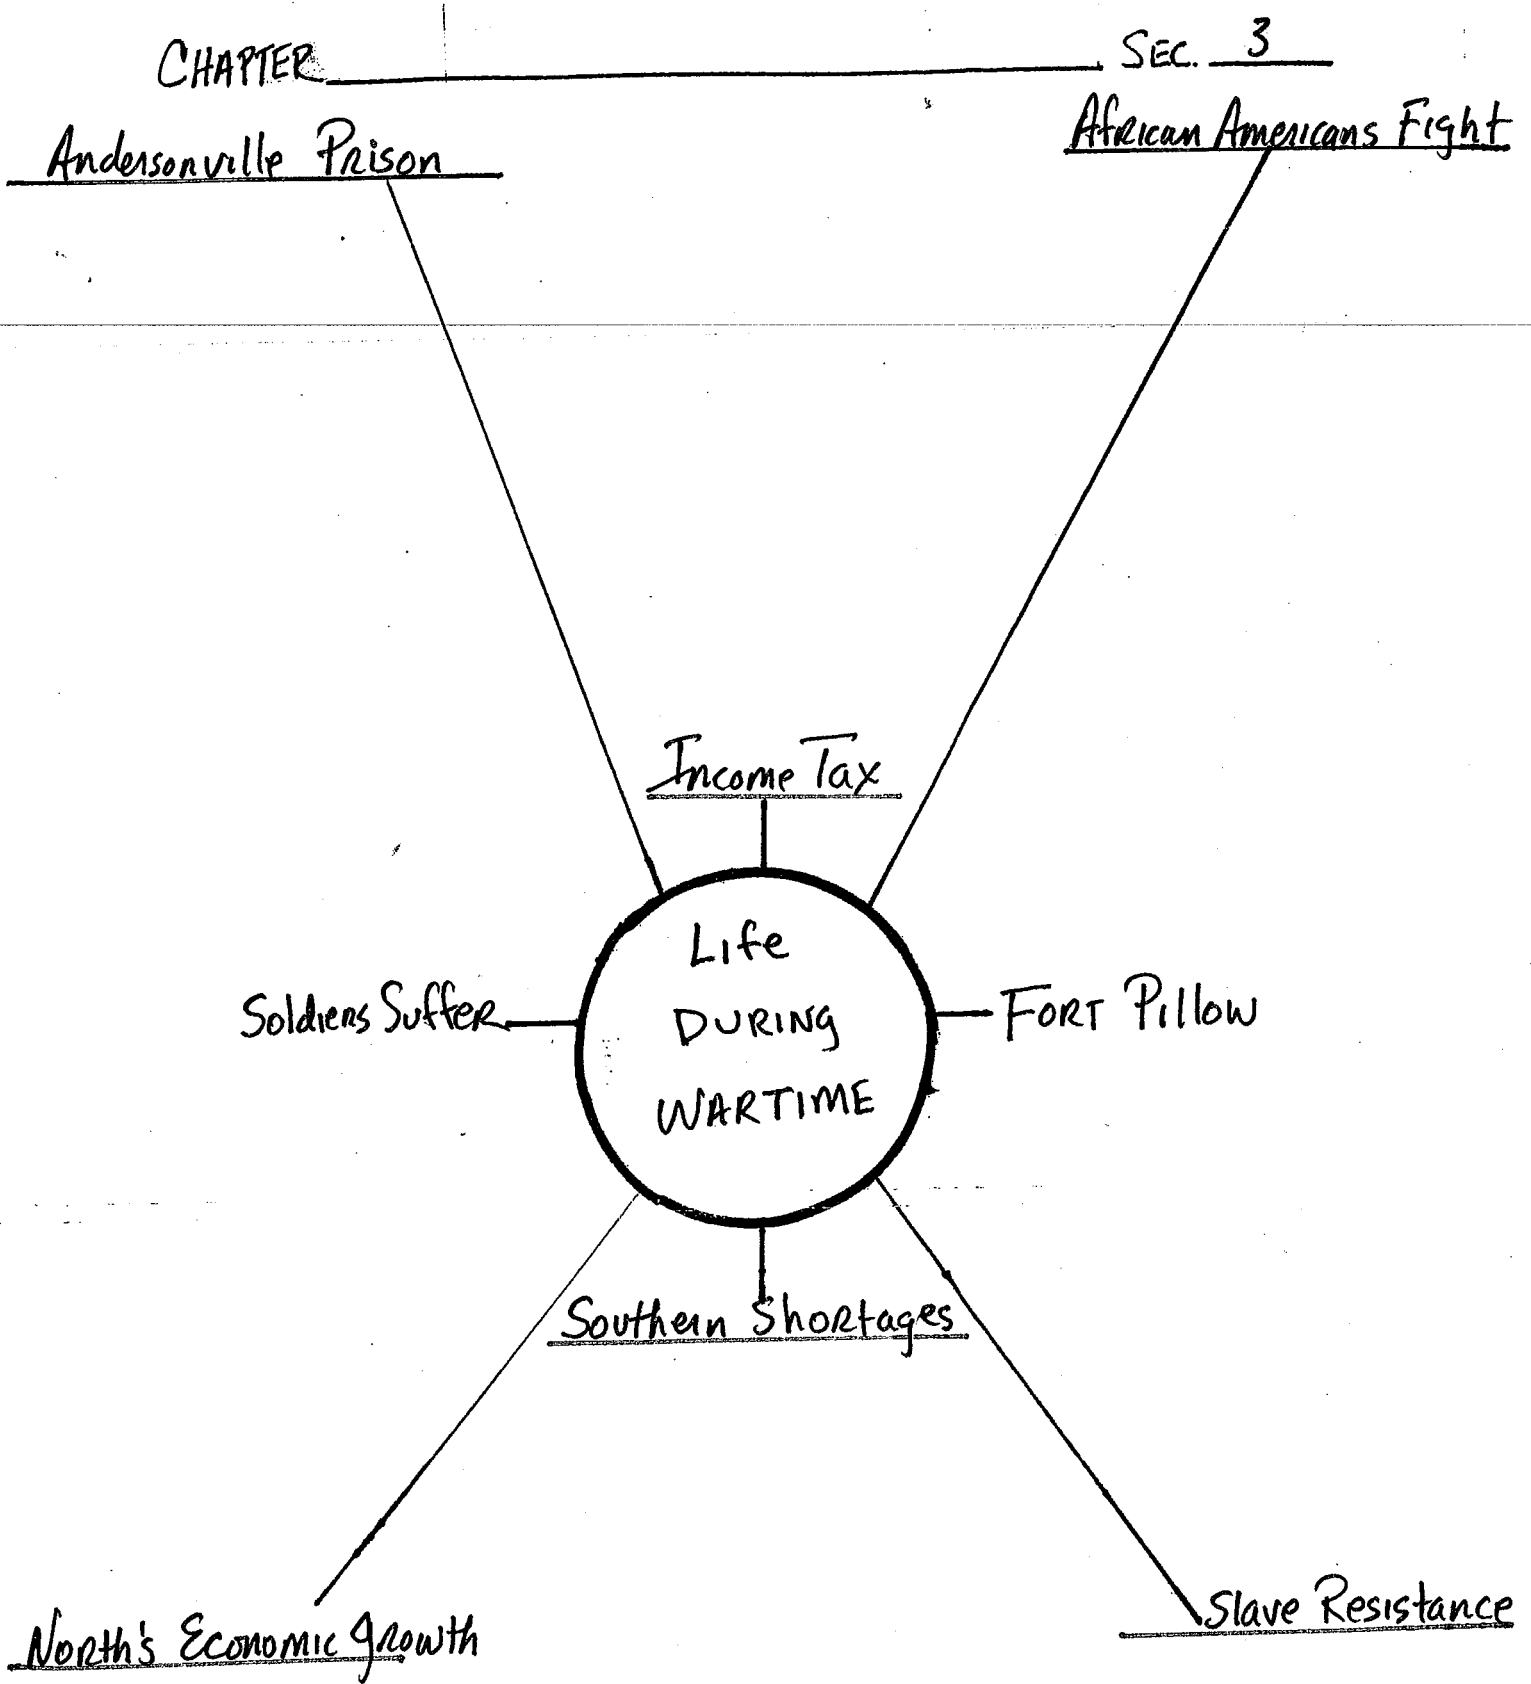 CHAPTER SEC. 3
Andersonville Prison
African Americans Fight
Income Tax
Life
DURING
WARTIME
Soldiers Suffer
FORT Pillow
Southern Shortages
North's Economic Growth
Slave Resistance